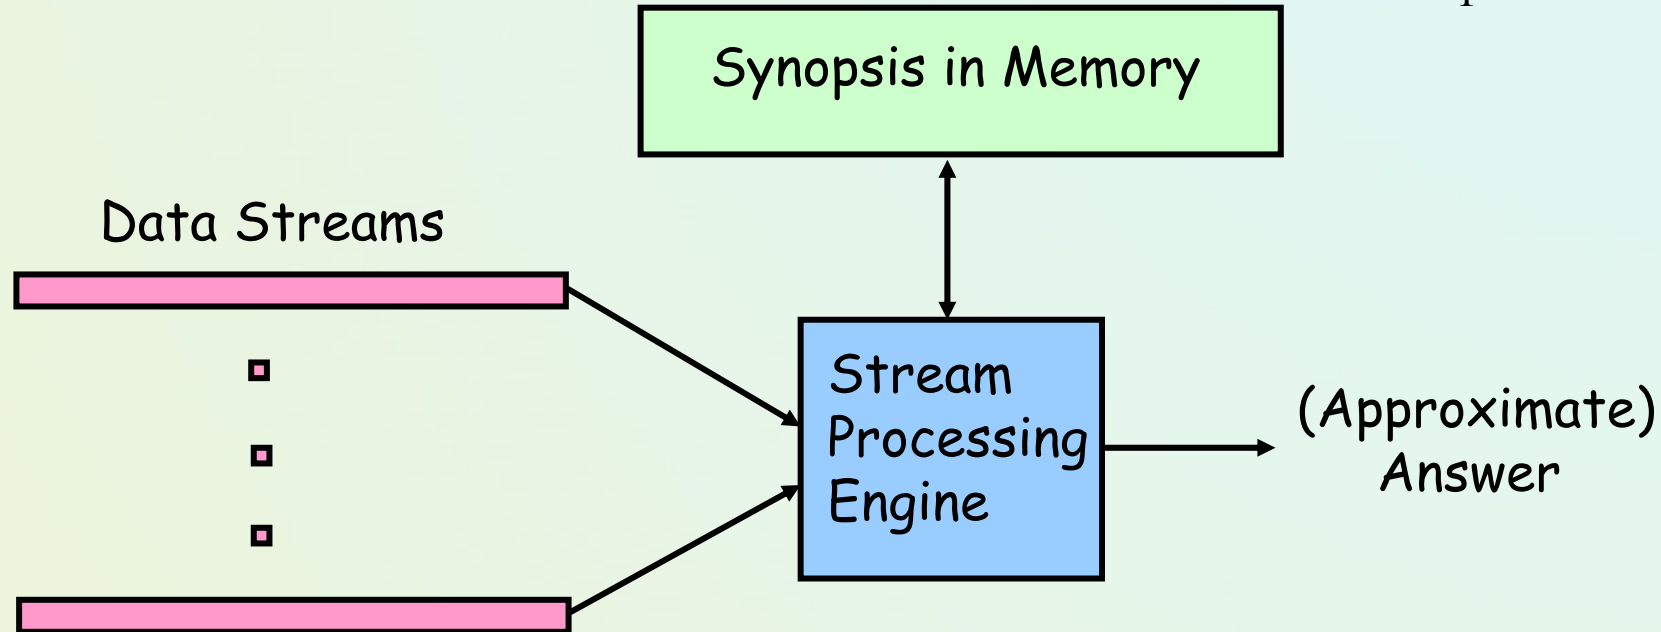 Synopsis in Memory
Data Streams
Stream
Processing
Engine
(Approximate)
Answer